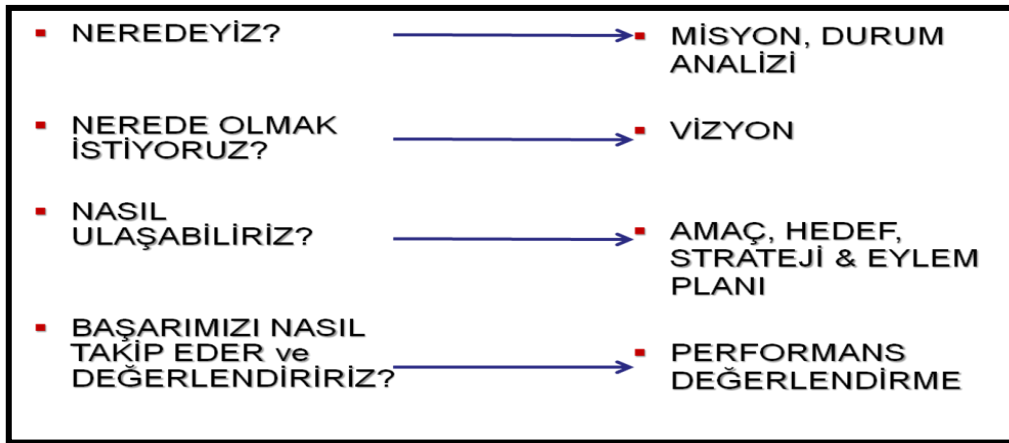 NEREDEYİZ?
MİSYON, DURUM
ANALİZİ
NEREDE OLMAK
İSTİYORUZ?
VİZYON
NASIL
ULAŞABİLİRİZ?
AMAÇ, HEDEF,
STRATEJİ & EYLEM
PLANI
BAŞARIMIZI NASIL
TAKİP EDER ve
DEĞERLENDİRİRİZ?
PERFORMANS
DEĞERLENDİRME